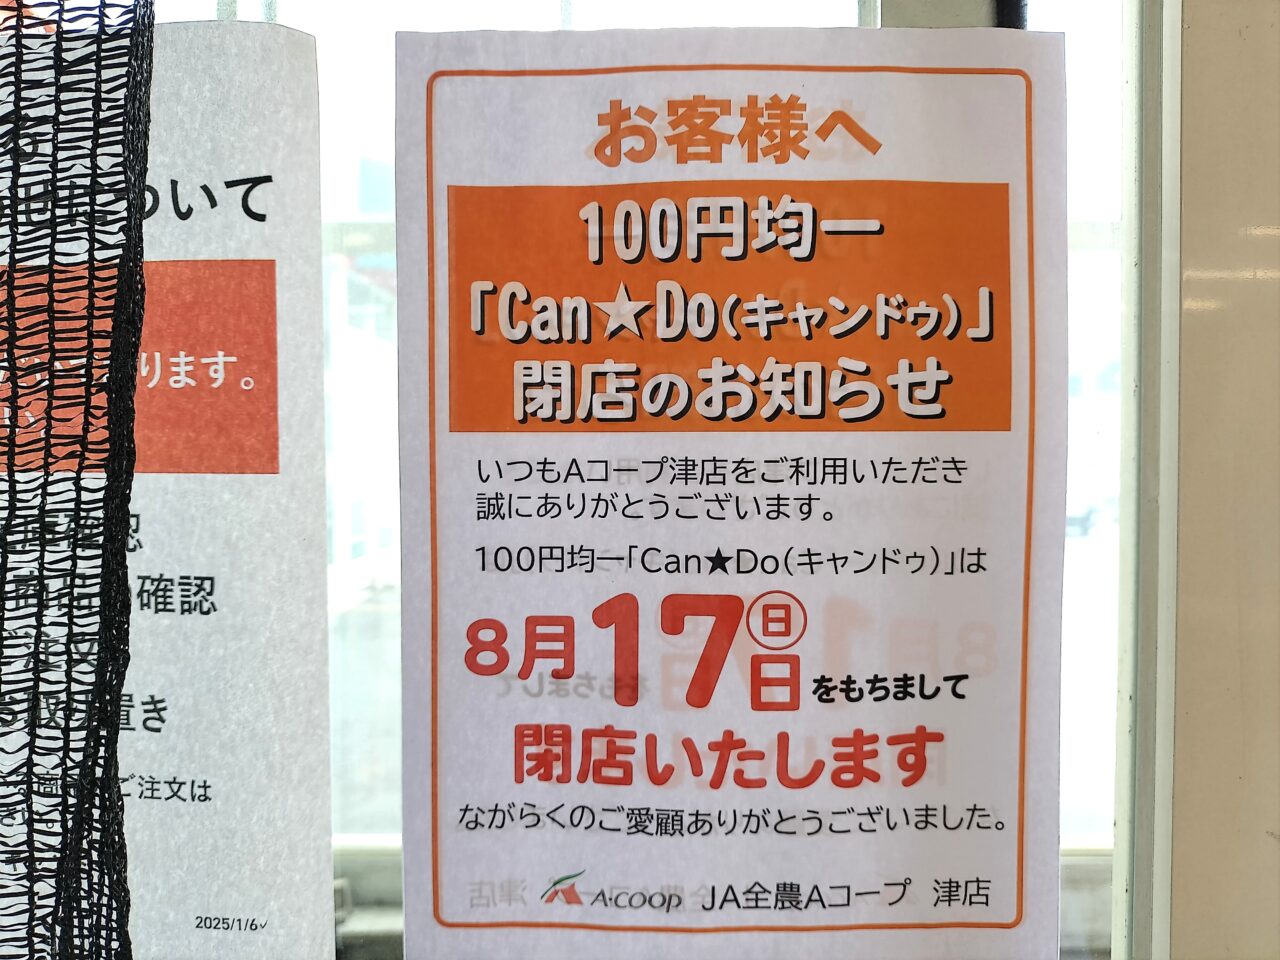 ついて
ります。
確認
置き
ご注文は
2025/1/6
お客様へ
100円均一
「Can★Do(キャンドゥ)」
閉店のお知らせ
いつもAコープ津店をご利用いただき
誠にありがとうございます。
100円均一「Can★Do(キャンドゥ)」は
8月17日㊐をもちまして
閉店いたします
ながらくのご愛顧ありがとうございました。
A・COOP JA全農Aコープ 津店